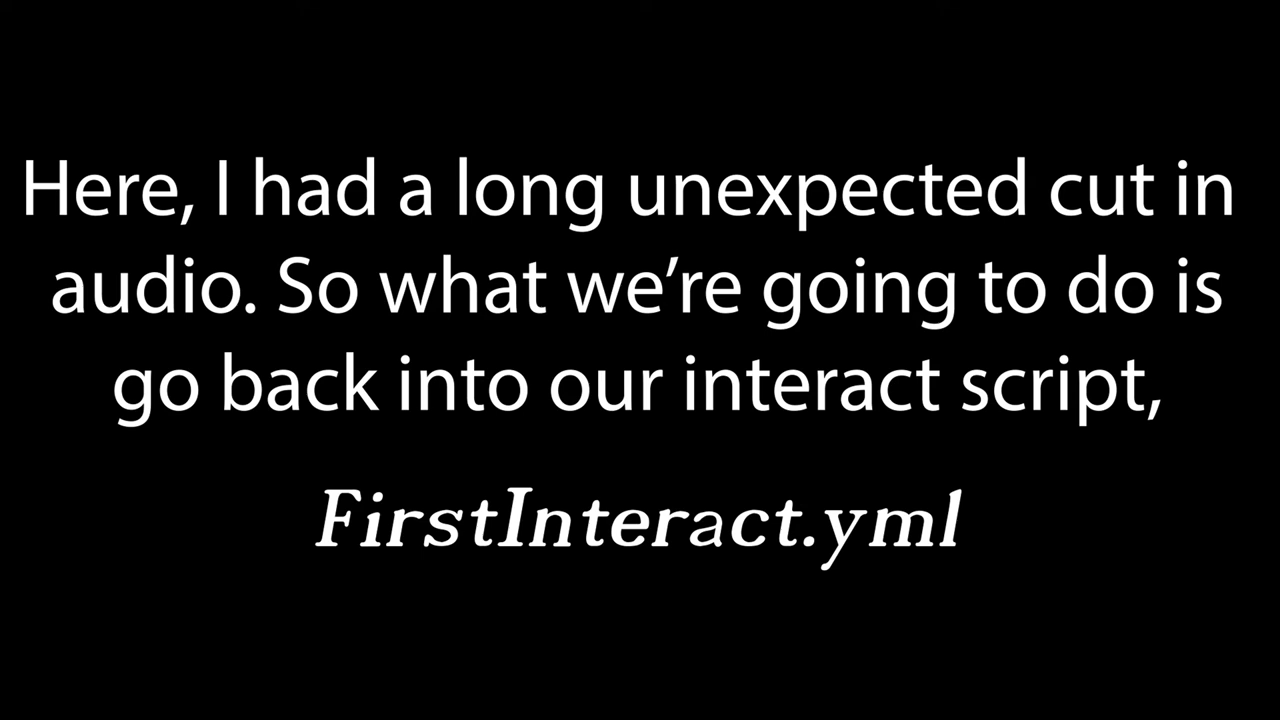 Here, I had a long unexpected cut in
audio. So what we’re going to do is
go back into our interact script,
FirstInteract.yml